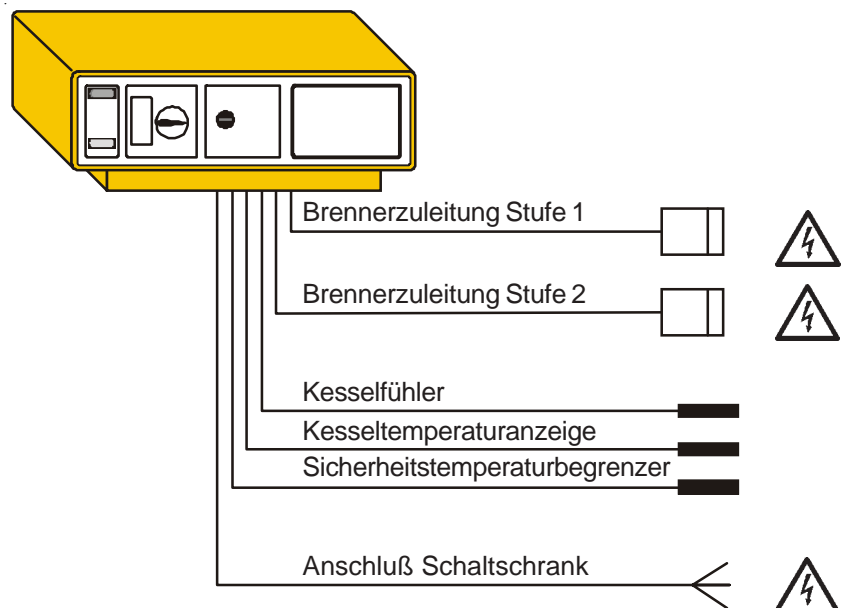 Brennerzuleitung Stufe 1
Brennerzuleitung Stufe 2
Kesselfühler
Kesseltemperaturanzeige
Sicherheitstemperaturbegrenzer
Anschluß Schaltschrank